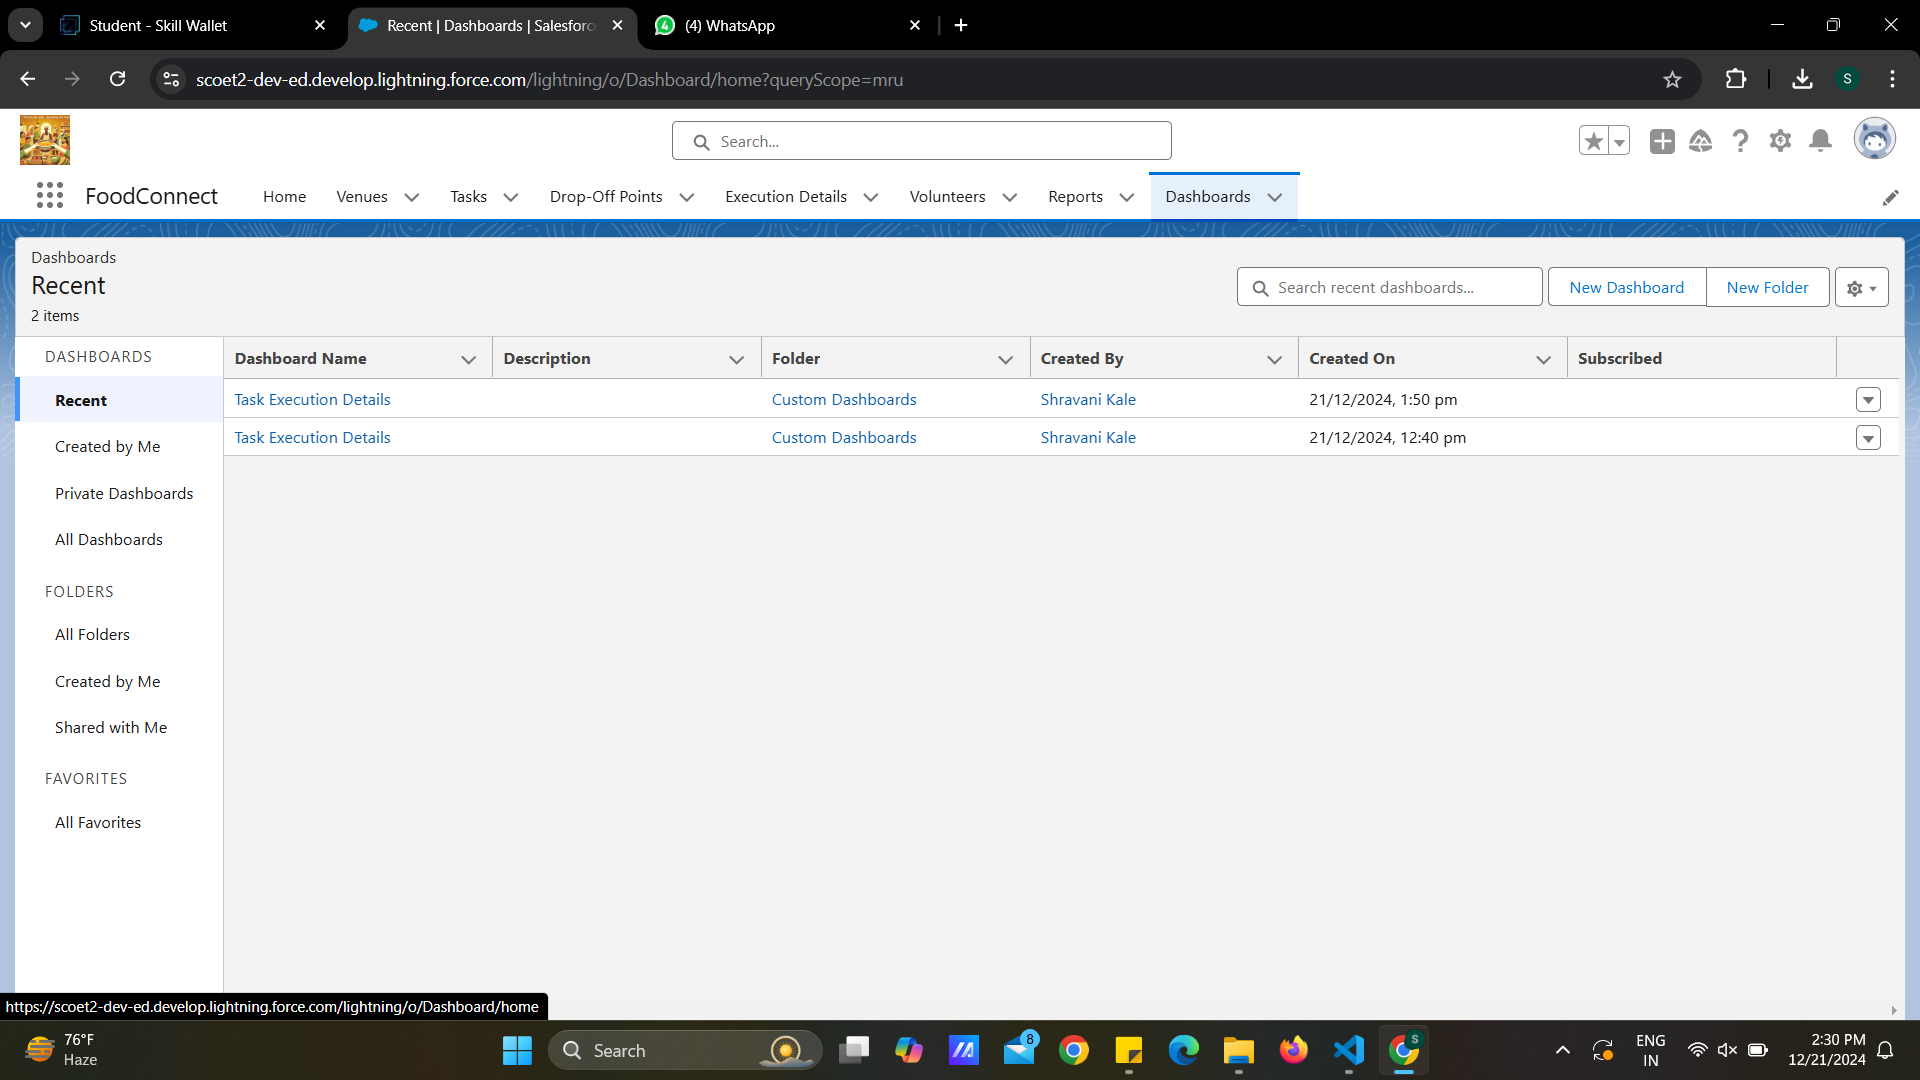 Student - Skill Wallet
Recent | Dashboards | Salesforc
4
(4) WhatsApp
scoet2-dev-ed.develop.lightning.force.com/lightning/o/Dashboard/home?queryScope=mru
S
Search...
FoodConnect
Home
Venues
Tasks
Drop-Off Points
Execution Details
Volunteers
Reports
Dashboards
Dashboards
Recent
2 items
Search recent dashboards...
New Dashboard
New Folder
DASHBOARDS
Recent
Created by Me
Private Dashboards
All Dashboards
FOLDERS
All Folders
Created by Me
Shared with Me
FAVORITES
All Favorites
Dashboard Name
Description
Folder
Created By
Created On
Subscribed
Task Execution Details
Custom Dashboards
Shravani Kale
21/12/2024, 1:50 pm
Task Execution Details
Custom Dashboards
Shravani Kale
21/12/2024, 12:40 pm
https://scoet2-dev-ed.develop.lightning.force.com/lightning/o/Dashboard/home
76°F
Haze
Search
8
S
ENG
IN
2:30 PM
12/21/2024